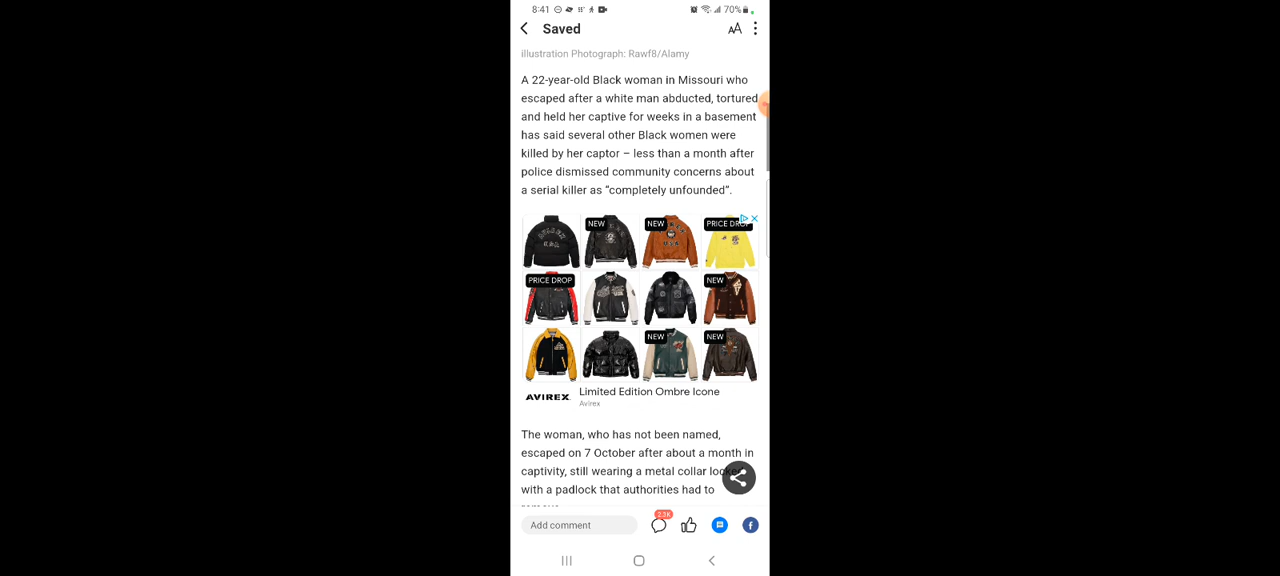 8:41
70%
Saved
AA
illustration Photograph: Rawf8/Alamy
A 22-year-old Black woman in Missouri who
escaped after a white man abducted, tortured
and held her captive for weeks in a basement
has said several other Black women were
killed by her captor – less than a month after
police dismissed community concerns about
a serial killer as “completely unfounded”.
NEW
NEW
PRICE DROP
PRICE DROP
NEW
NEW
NEW
AVIREX
Limited Edition Ombre Icone
Avirex
The woman, who has not been named,
escaped on 7 October after about a month in
captivity, still wearing a metal collar locked
with a padlock that authorities had to
Add comment